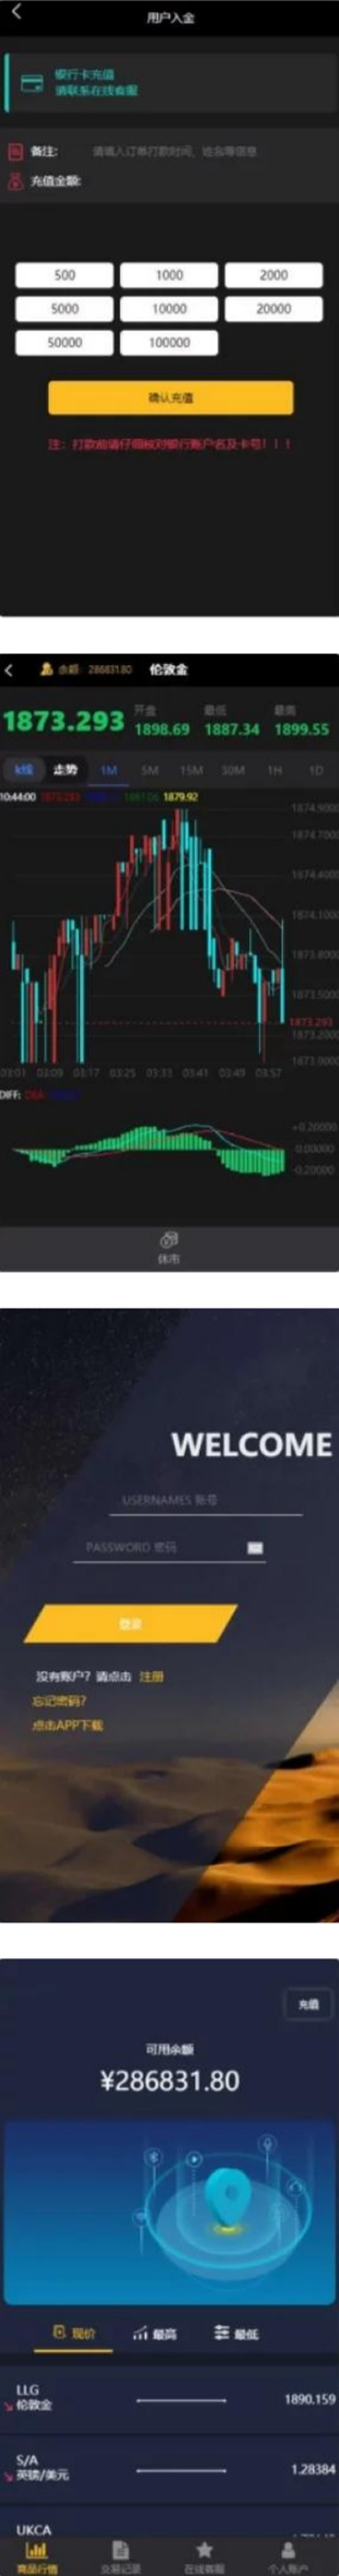 用户入金
银行卡充值
请联系在线客服
备注: 请填入订单打款时间、姓名等信息
充值金额:
500 1000 2000
5000 10000 20000
50000 100000
确认充值
注：打款前请仔细核对银行账户名及卡号！！！
余额: 286831.80 伦敦金
开盘 最低 最高
1873.293 1898.69 1887.34 1899.55
k线 走势 1M 5M 15M 30M 1H 1D
10:44:00 1879.92
1874.9000
1874.7000
1874.4000
1874.1000
1873.8000
1873.5000
1873.293
1873.2000
1873.0000
03:01 03:09 03:17 03:25 03:33 03:41 03:49 03:57
DIFF: DEA
+0.20000
0.00000
-0.20000
休市
WELCOME
USERNAMES 账号
PASSWORD 密码
登录
没有账户？请点击 注册
忘记密码?
点击APP下载
充值
可用余额
¥286831.80
现价 最高 最低
LLG
伦敦金 1890.159
S/A
英镑/美元 1.28384
UKCA
商品行情 交易记录 在线客服 个人账户